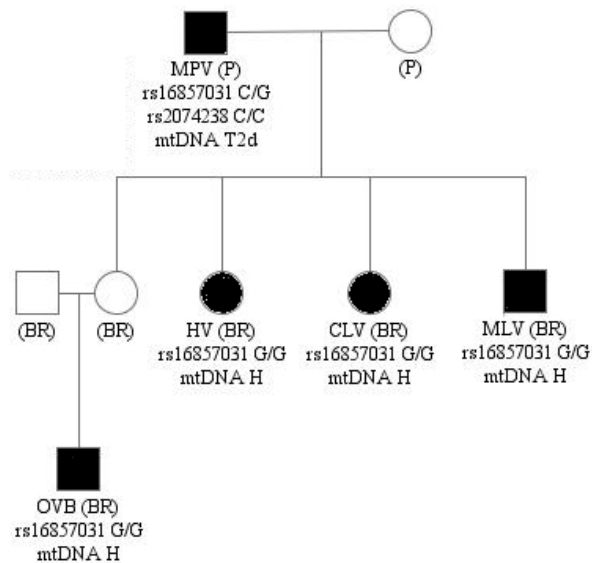 MPV (P)
rs16857031 C/G
rs2074238 C/C
mtDNA T2d
(P)
(BR)
(BR)
HV (BR)
rs16857031 G/G
mtDNA H
CLV (BR)
rs16857031 G/G
mtDNA H
MLV (BR)
rs16857031 G/G
mtDNA H
OVB (BR)
rs16857031 G/G
mtDNA H